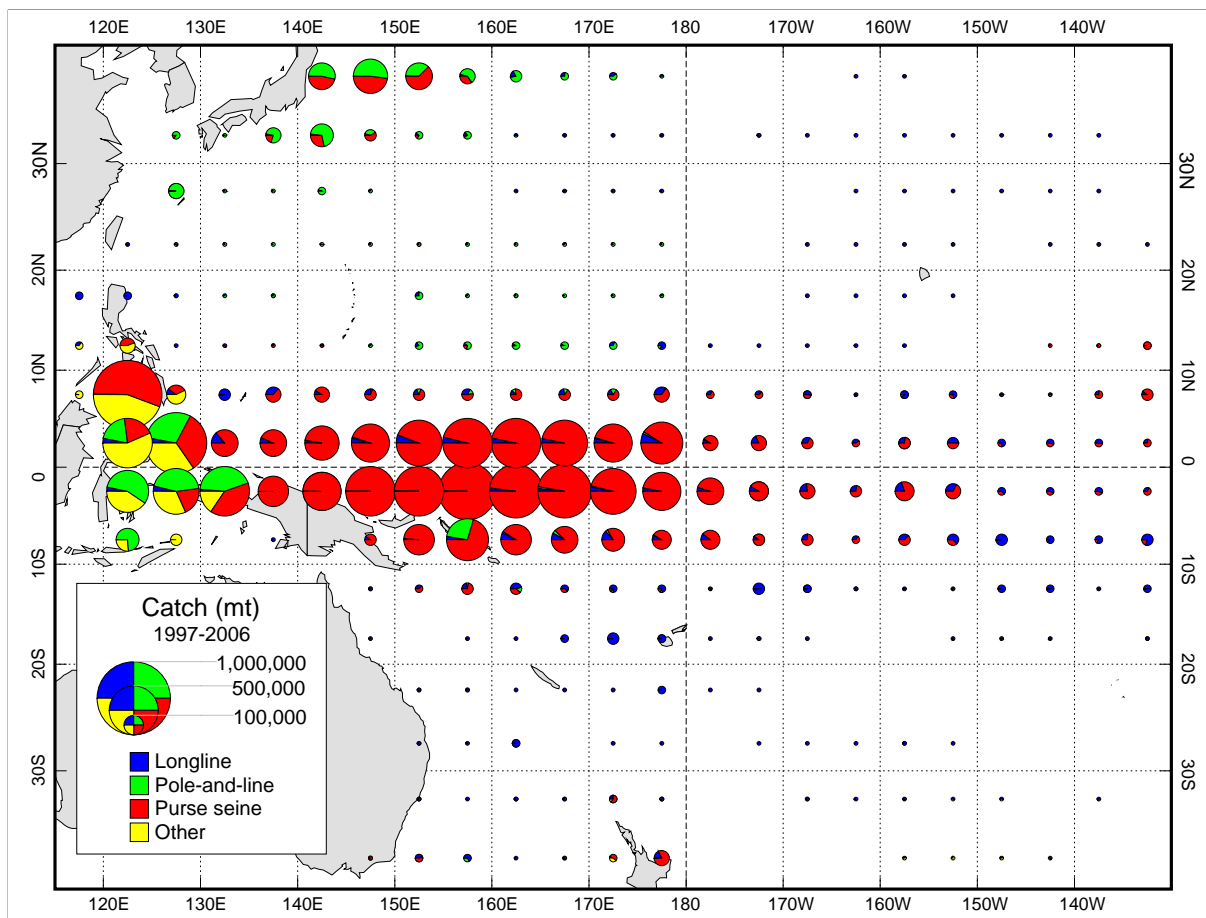 120E 130E 140E 150E 160E 170E 180 170W 160W 150W 140W
30N 30N
20N 20N
10N 10N
0 0
10S 10S
20S 20S
30S 30S
Catch (mt)
1997-2006
1,000,000
500,000
100,000
Longline
Pole-and-line
Purse seine
Other
120E 130E 140E 150E 160E 170E 180 170W 160W 150W 140W